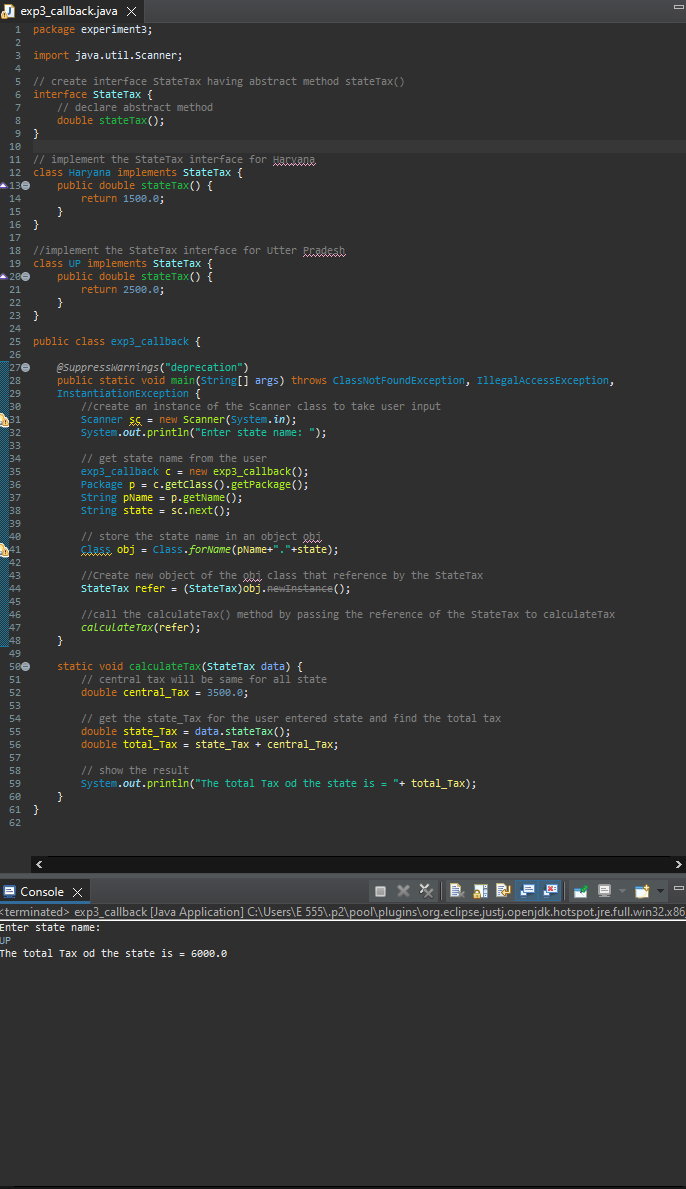 exp3_callback.java
1 package experiment3;
2
3 import java.util.Scanner;
4
5 // create interface StateTax having abstract method stateTax()
6 interface StateTax {
7     // declare abstract method
8     double stateTax();
9 }
10
11 // implement the StateTax interface for Haryana
12 class Haryana implements StateTax {
13     public double stateTax() {
14         return 1500.0;
15     }
16 }
17
18 //implement the StateTax interface for Utter Pradesh
19 class UP implements StateTax {
20     public double stateTax() {
21         return 2500.0;
22     }
23 }
24
25 public class exp3_callback {
26
27     @SuppressWarnings("deprecation")
28     public static void main(String[] args) throws ClassNotFoundException, IllegalAccessException,
29     InstantiationException {
30         //create an instance of the Scanner class to take user input
31         Scanner sc = new Scanner(System.in);
32         System.out.println("Enter state name: ");
33
34         // get state name from the user
35         exp3_callback c = new exp3_callback();
36         Package p = c.getClass().getPackage();
37         String pName = p.getName();
38         String state = sc.next();
39
40         // store the state name in an object obj
41         Class obj = Class.forName(pName+"."+state);
42
43         //Create new object of the obj class that reference by the StateTax
44         StateTax refer = (StateTax)obj.newInstance();
45
46         //call the calculateTax() method by passing the reference of the StateTax to calculateTax
47         calculateTax(refer);
48     }
49
50     static void calculateTax(StateTax data) {
51         // central tax will be same for all state
52         double central_Tax = 3500.0;
53
54         // get the state_Tax for the user entered state and find the total tax
55         double state_Tax = data.stateTax();
56         double total_Tax = state_Tax + central_Tax;
57
58         // show the result
59         System.out.println("The total Tax od the state is = "+ total_Tax);
60     }
61 }
62
Console
<terminated> exp3_callback [Java Application] C:\Users\E 555\.p2\pool\plugins\org.eclipse.justj.openjdk.hotspot.jre.full.win32.x86
Enter state name:
UP
The total Tax od the state is = 6000.0